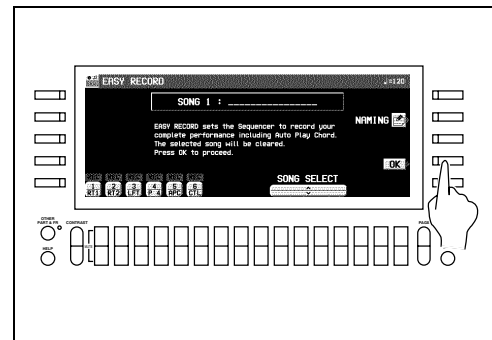 EASY RECORD
♩=120
SONG 1 : ________________
NAMING
EASY RECORD sets the Sequencer to record your
complete performance including Auto Play Chord.
The selected song will be cleared.
Press OK to proceed.
OK
SONG SELECT
1 2 3 4 5 6
RT1 RT2 LFT P 4 APC CTL
OTHER
PART & FR
CONTRAST
PAGE
HELP